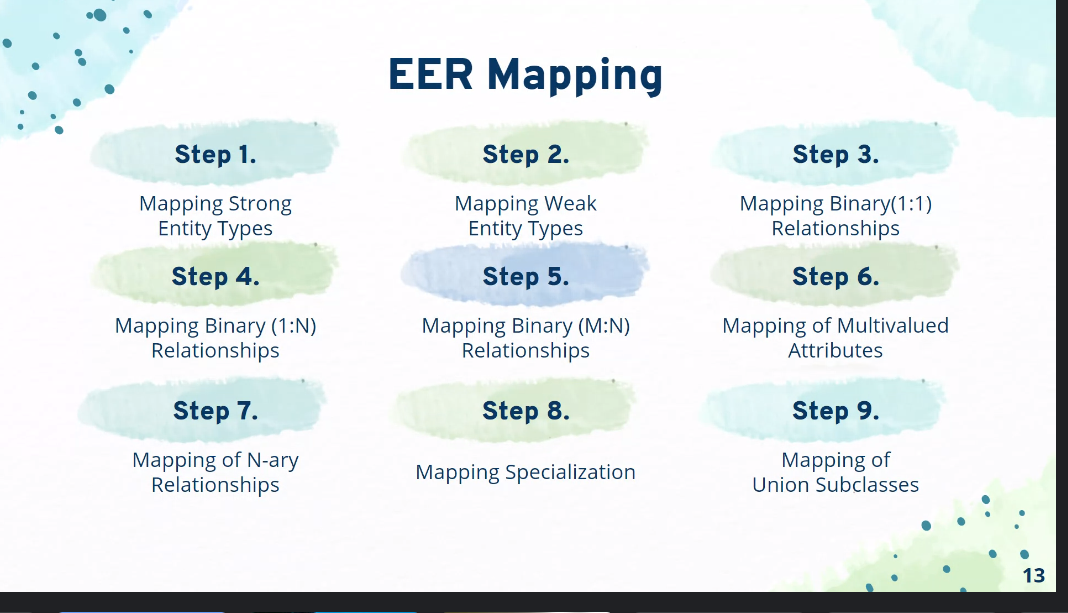 EER Mapping
Step 1.
Mapping Strong
Entity Types
Step 2.
Mapping Weak
Entity Types
Step 3.
Mapping Binary(1:1)
Relationships
Step 4.
Mapping Binary (1:N)
Relationships
Step 5.
Mapping Binary (M:N)
Relationships
Step 6.
Mapping of Multivalued
Attributes
Step 7.
Mapping of N-ary
Relationships
Step 8.
Mapping Specialization
Step 9.
Mapping of
Union Subclasses
13